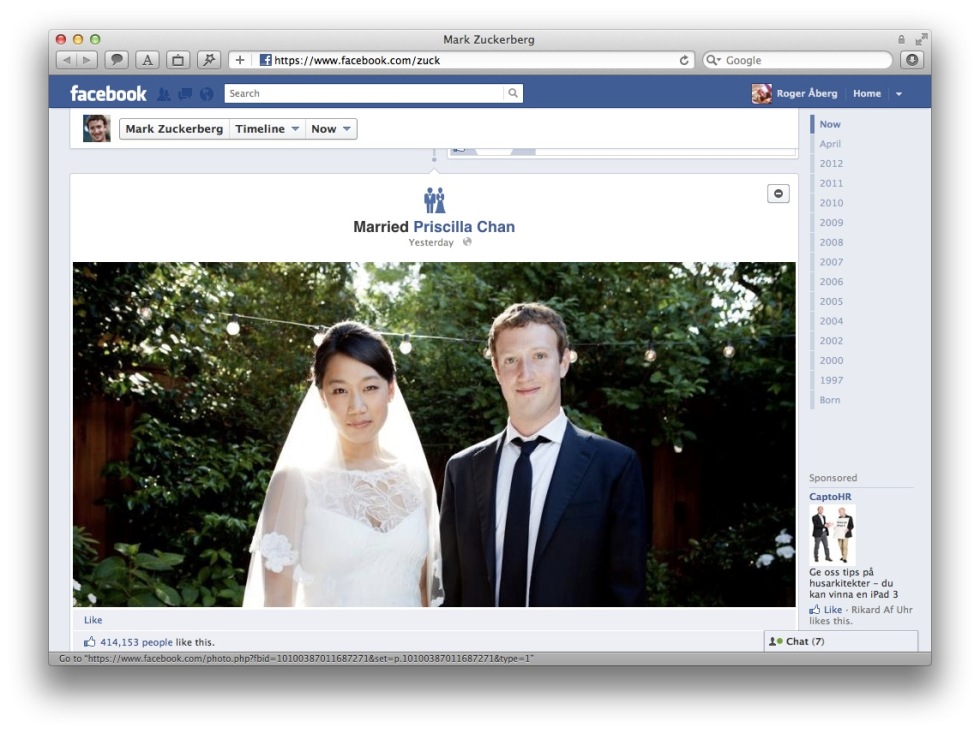 Mark Zuckerberg
A
+ https://www.facebook.com/zuck
Google
facebook
Search
Roger Åberg Home
Mark Zuckerberg Timeline Now
Now
April
2012
2011
2010
2009
2008
2007
2006
2005
2004
2002
2000
1997
Born
Married Priscilla Chan
Yesterday
Like
414,153 people like this.
Sponsored
CaptoHR
Ge oss tips på
husarkitekter – du
kan vinna en iPad 3
Like · Rikard Af Uhr
likes this.
Chat (7)
Go to "https://www.facebook.com/photo.php?fbid=10100387011687271&set=p.10100387011687271&type=1"